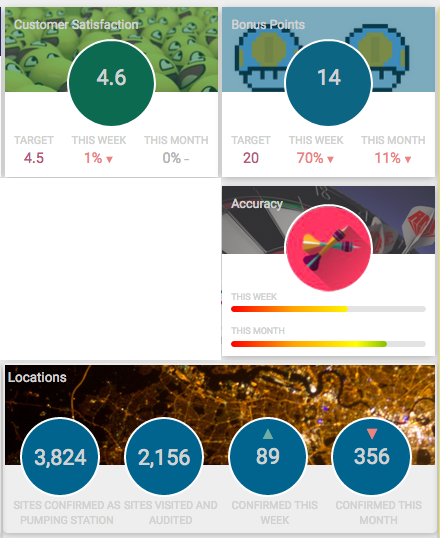 Customer Satisfaction
4.6
TARGET THIS WEEK THIS MONTH
4.5 1% ▾ 0% -
Bonus Points
14
TARGET THIS WEEK THIS MONTH
20 70% ▾ 11% ▾
Accuracy
THIS WEEK
THIS MONTH
Locations
3,824 2,156 89 356
SITES CONFIRMED AS SITES VISITED AND CONFIRMED THIS CONFIRMED THIS
PUMPING STATION AUDITED WEEK MONTH